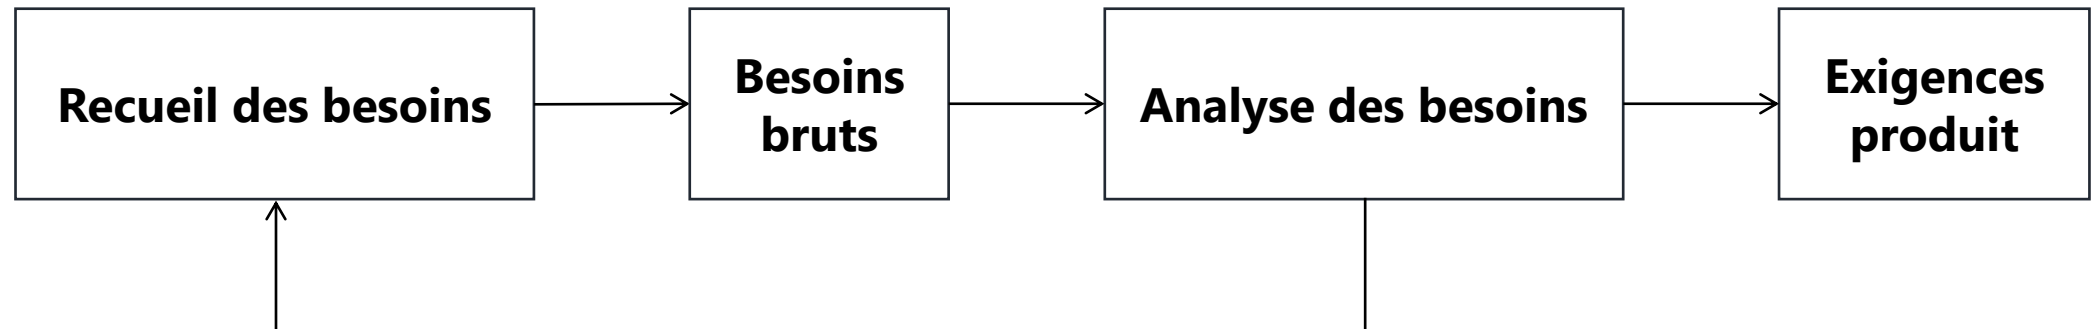 Recueil des besoins
Besoins
bruts
Analyse des besoins
Exigences
produit